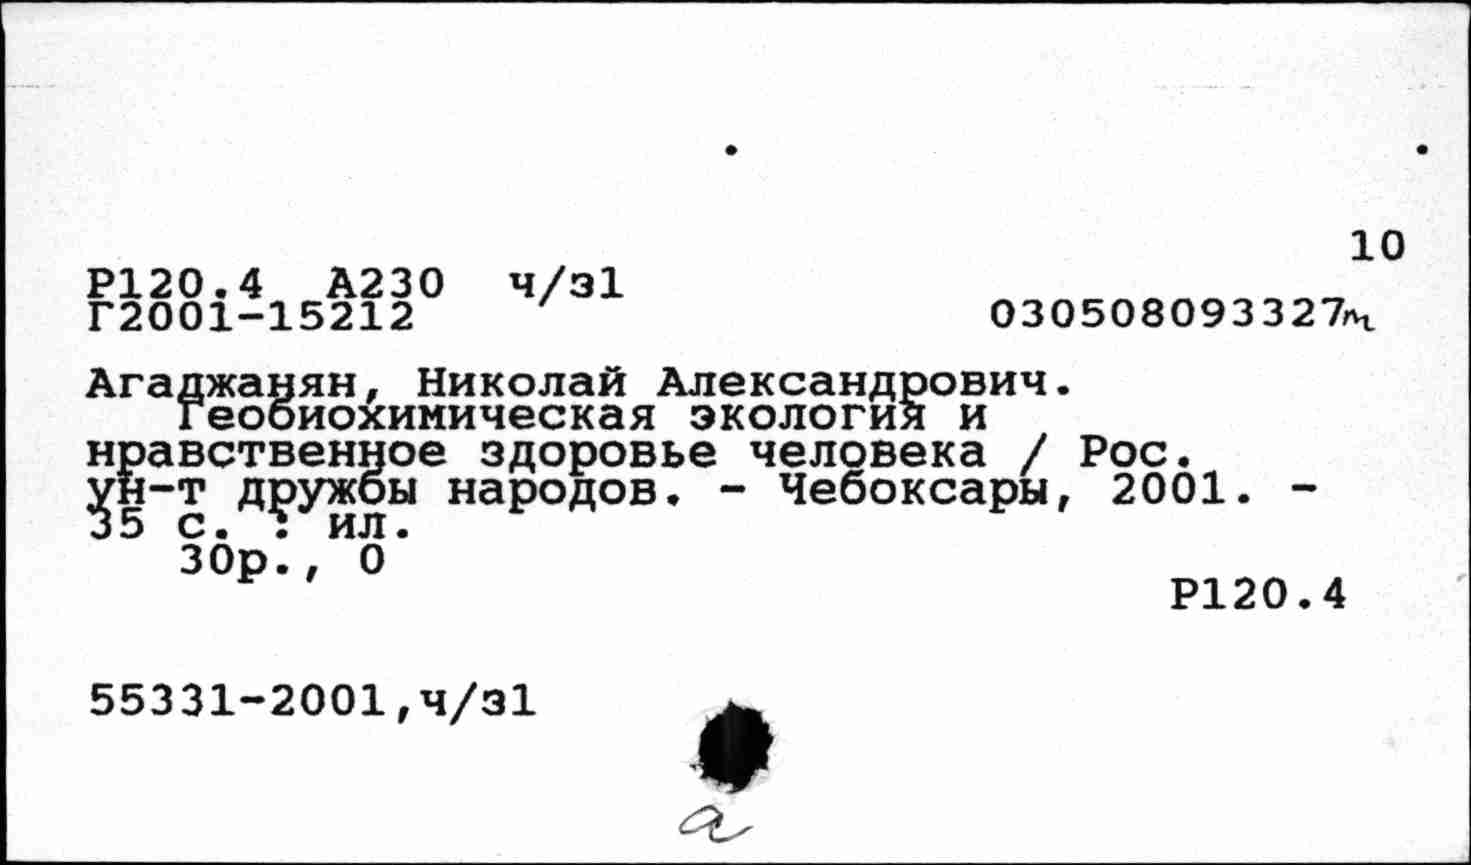 10
Р120.4 А230 ч/з1
Г2001-15212 030508093327
Агаджанян, Николай Александрович.
Геобиохимическая экология и
нравственное здоровье человека / Рос.
ун-т дружбы народов. - Чебоксары, 2001. -
35 с. : ил.
30р., 0
Р120.4
55331-2001,ч/з1
а